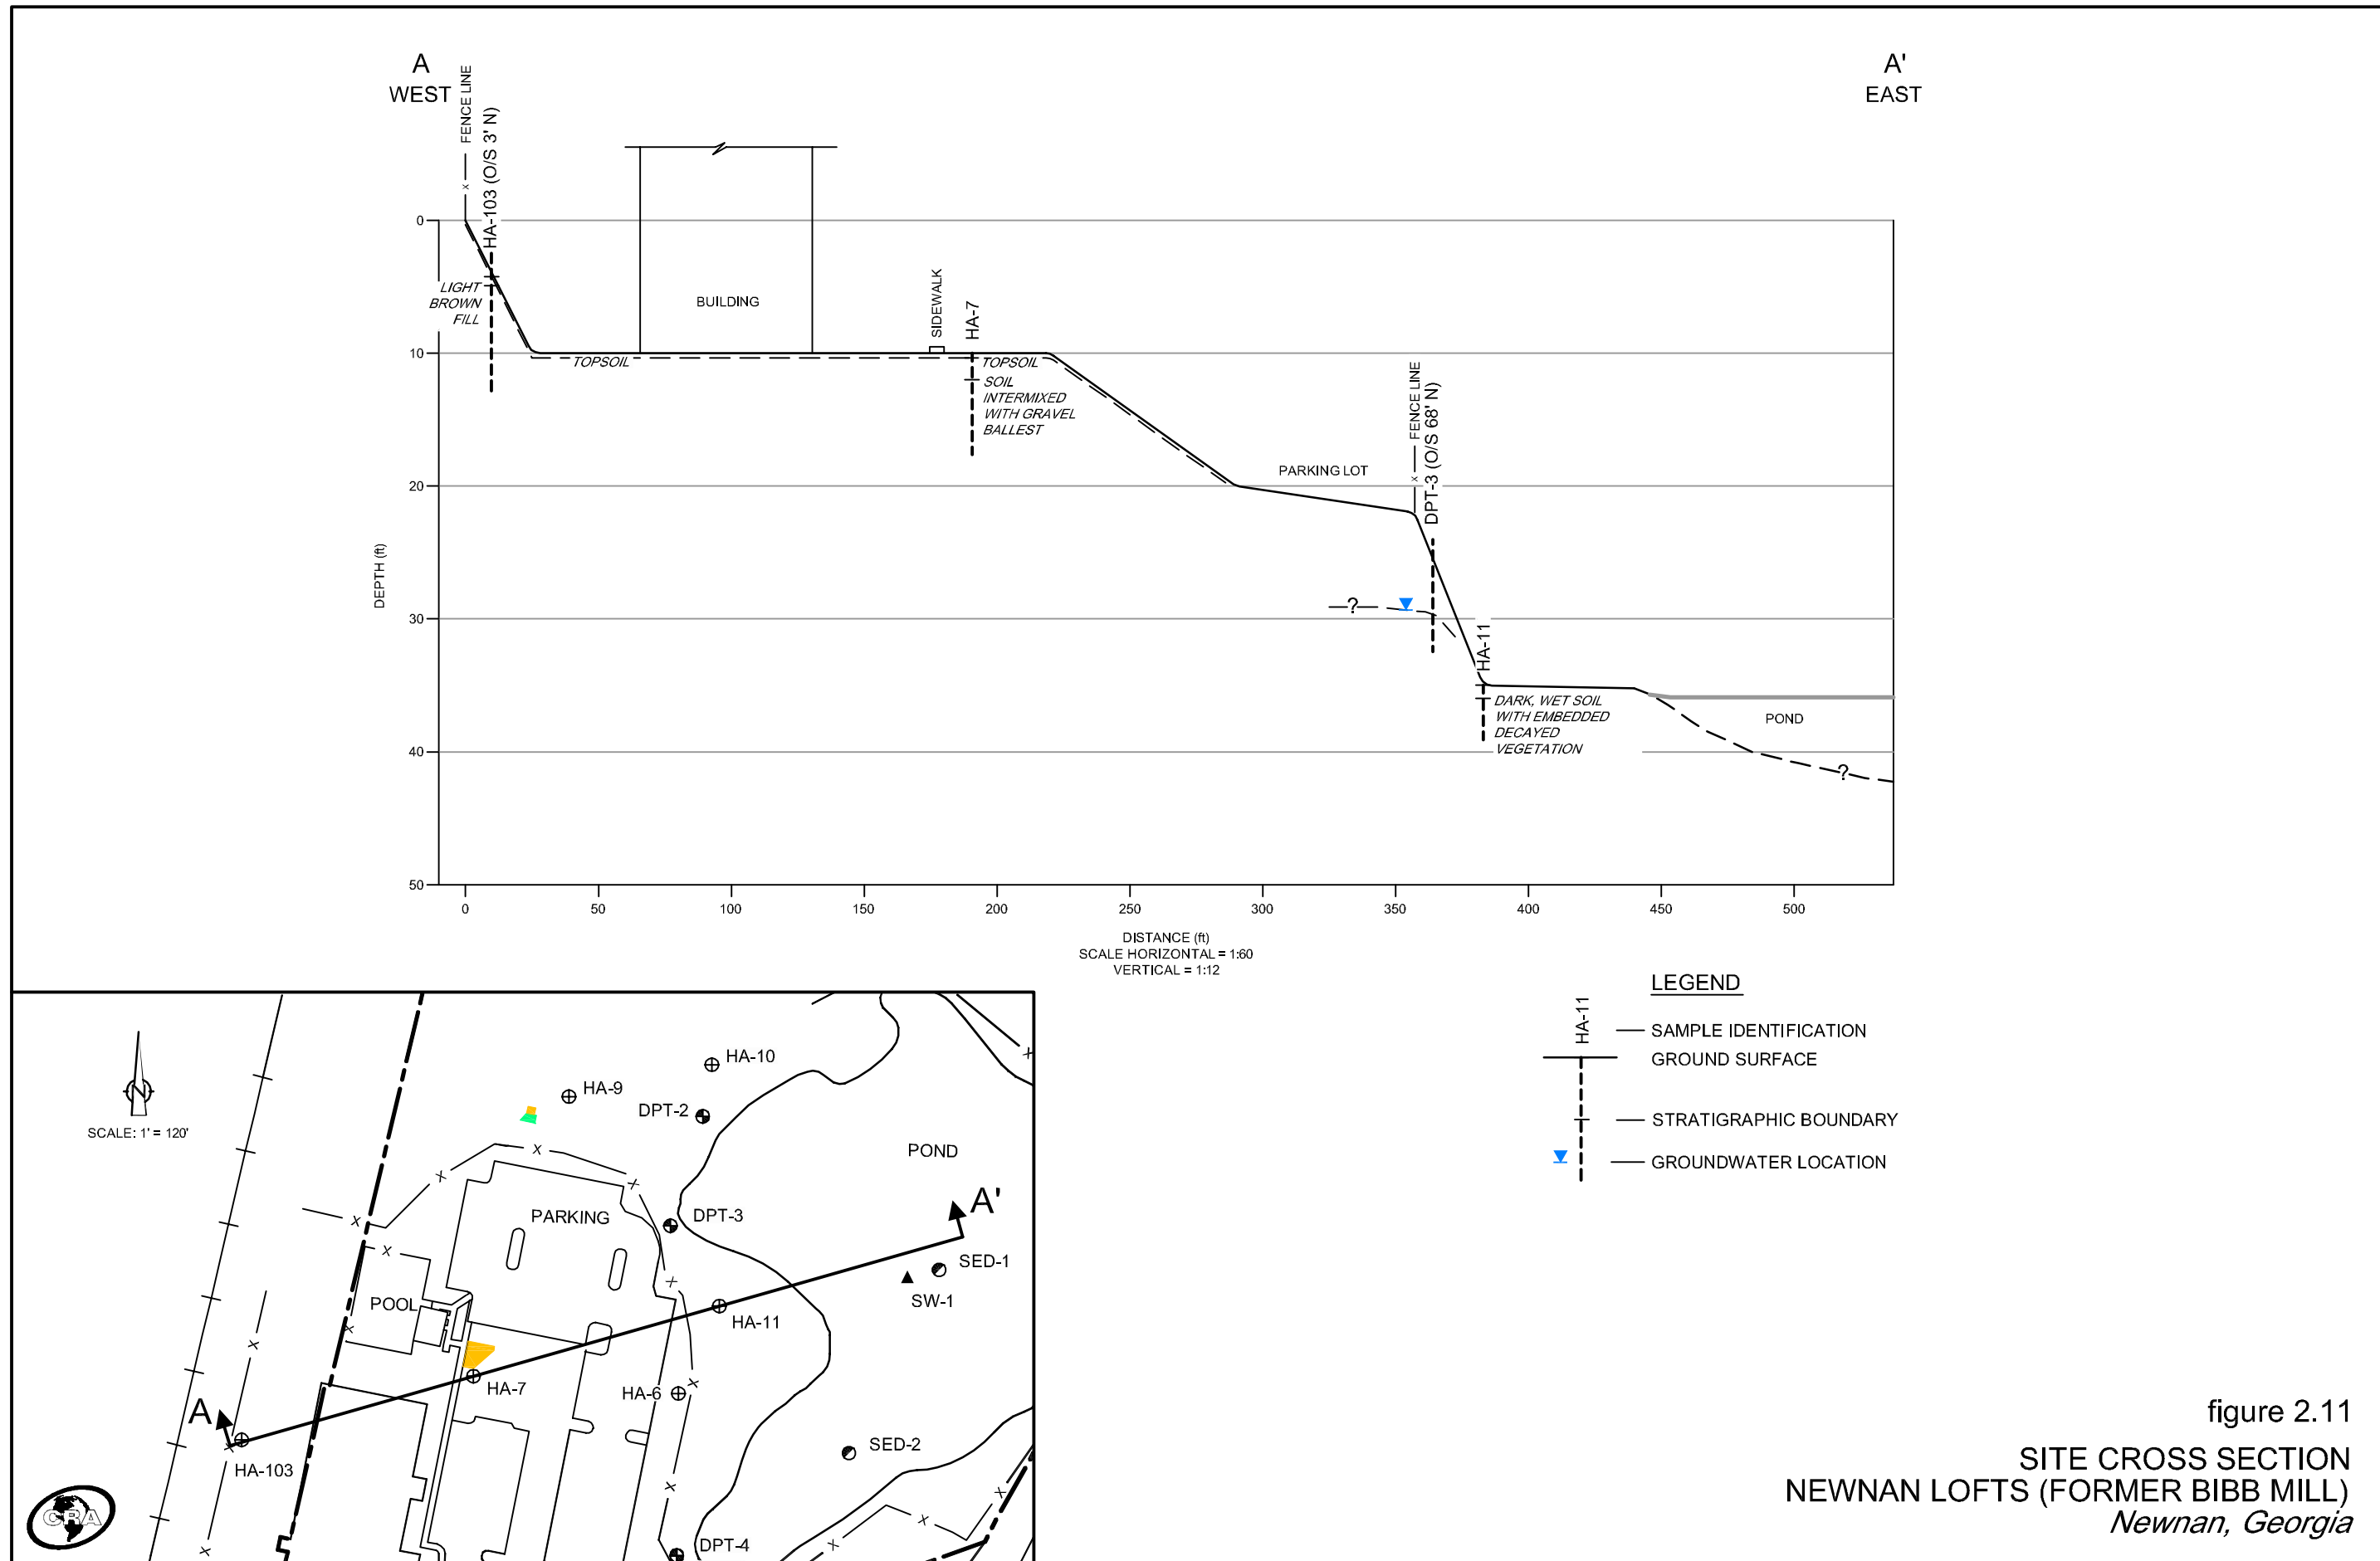 A
WEST
A'
EAST
x
FENCE LINE
HA-103 (O/S 3' N)
0
LIGHT
BROWN
FILL
BUILDING
SIDEWALK
HA-7
10
TOPSOIL
TOPSOIL
SOIL
INTERMIXED
WITH GRAVEL
BALLEST
x
FENCE LINE
DPT-3 (O/S 68' N)
PARKING LOT
20
DEPTH (ft)
?
30
HA-11
DARK, WET SOIL
WITH EMBEDDED
DECAYED
VEGETATION
POND
40
?
50
0
50
100
150
200
250
300
350
400
450
500
DISTANCE (ft)
SCALE HORIZONTAL = 1:60
VERTICAL = 1:12
LEGEND
HA-11
SAMPLE IDENTIFICATION
GROUND SURFACE
STRATIGRAPHIC BOUNDARY
GROUNDWATER LOCATION
N
SCALE: 1' = 120'
HA-10
HA-9
DPT-2
POND
PARKING
DPT-3
A'
SED-1
SW-1
POOL
HA-11
HA-7
HA-6
A
HA-103
SED-2
DPT-4
CRA
figure 2.11
SITE CROSS SECTION
NEWNAN LOFTS (FORMER BIBB MILL)
Newnan, Georgia